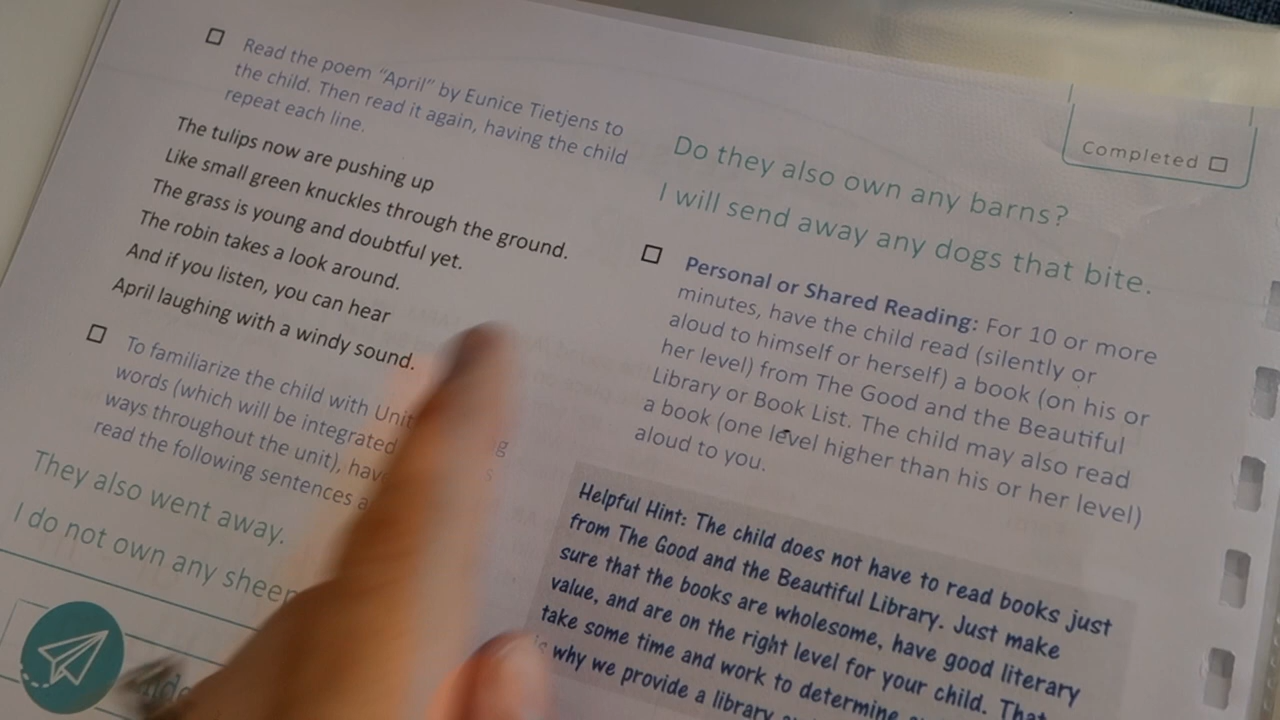 Read the poem "April" by Eunice Tietjens to
the child. Then read it again, having the child
repeat each line.
The tulips now are pushing up
Like small green knuckles through the ground.
The grass is young and doubtful yet.
The robin takes a look around.
And if you listen, you can hear
April laughing with a windy sound.
To familiarize the child with Unit
words (which will be integrated
ways throughout the unit),
read the following sentences
They also went away.
I do not own any sheep
Completed
Do they also own any barns?
I will send away any dogs that bite.
Personal or Shared Reading: For 10 or more
minutes, have the child read (silently or
aloud to himself or herself) a book (on his or
her level) from The Good and the Beautiful
Library or Book List. The child may also read
a book (one level higher than his or her level)
aloud to you.
Helpful Hint: The child does not have to read books just
from The Good and the Beautiful Library. Just make
sure that the books are wholesome, have good literary
value, and are on the right level for your child. That
take some time and work to determine
why we provide a library